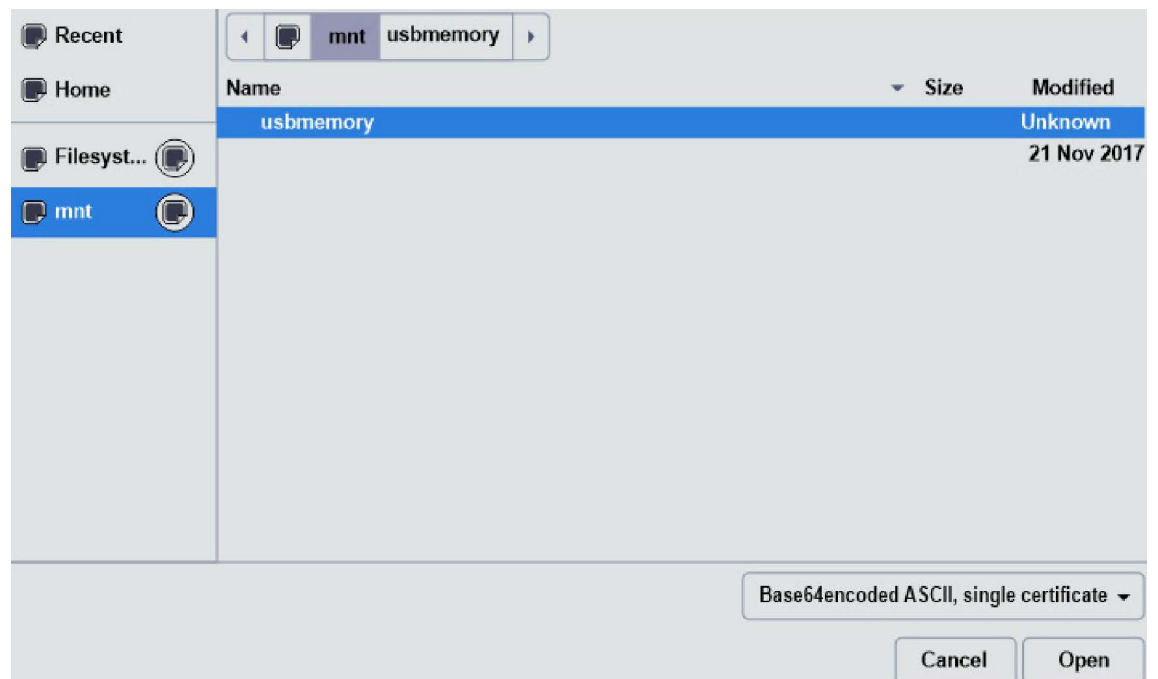 Recent
Home
Filesyst...
mnt
mnt usbmemory
Name Size Modified
usbmemory Unknown
21 Nov 2017
Base64encoded ASCII, single certificate
Cancel Open